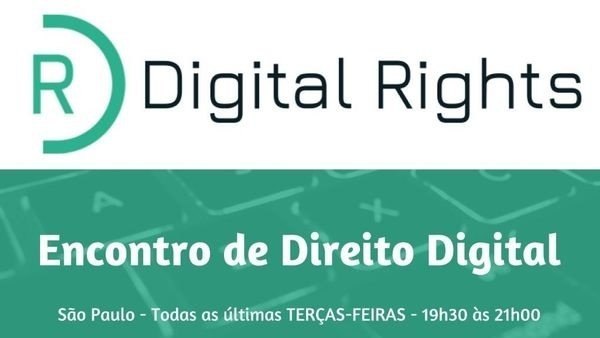 R Digital Rights
Encontro de Direito Digital
São Paulo - Todas as últimas TERÇAS-FEIRAS - 19h30 às 21h00